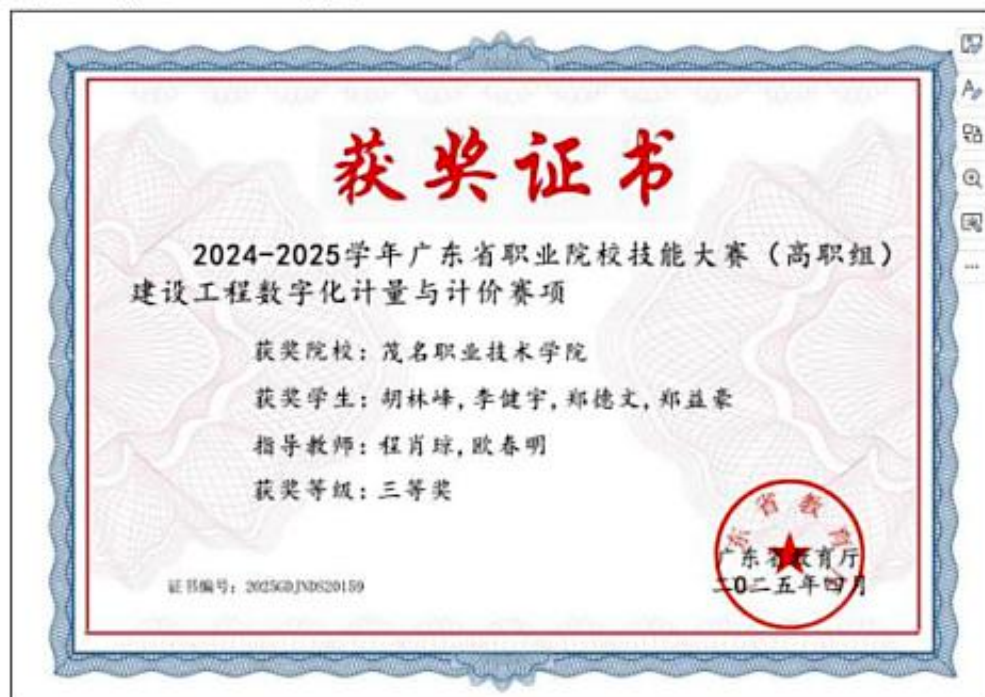 获奖证书
2024-2025学年广东省职业院校技能大赛（高职组）
建设工程数字化计量与计价赛项
获奖院校：茂名职业技术学院
获奖学生：胡林峰,李健宇,郑德文,郑益豪
指导教师：程肖琼,欧春明
获奖等级：三等奖
广东省教育厅
二〇二五年四月
证书编号：2025GDJNDS20159